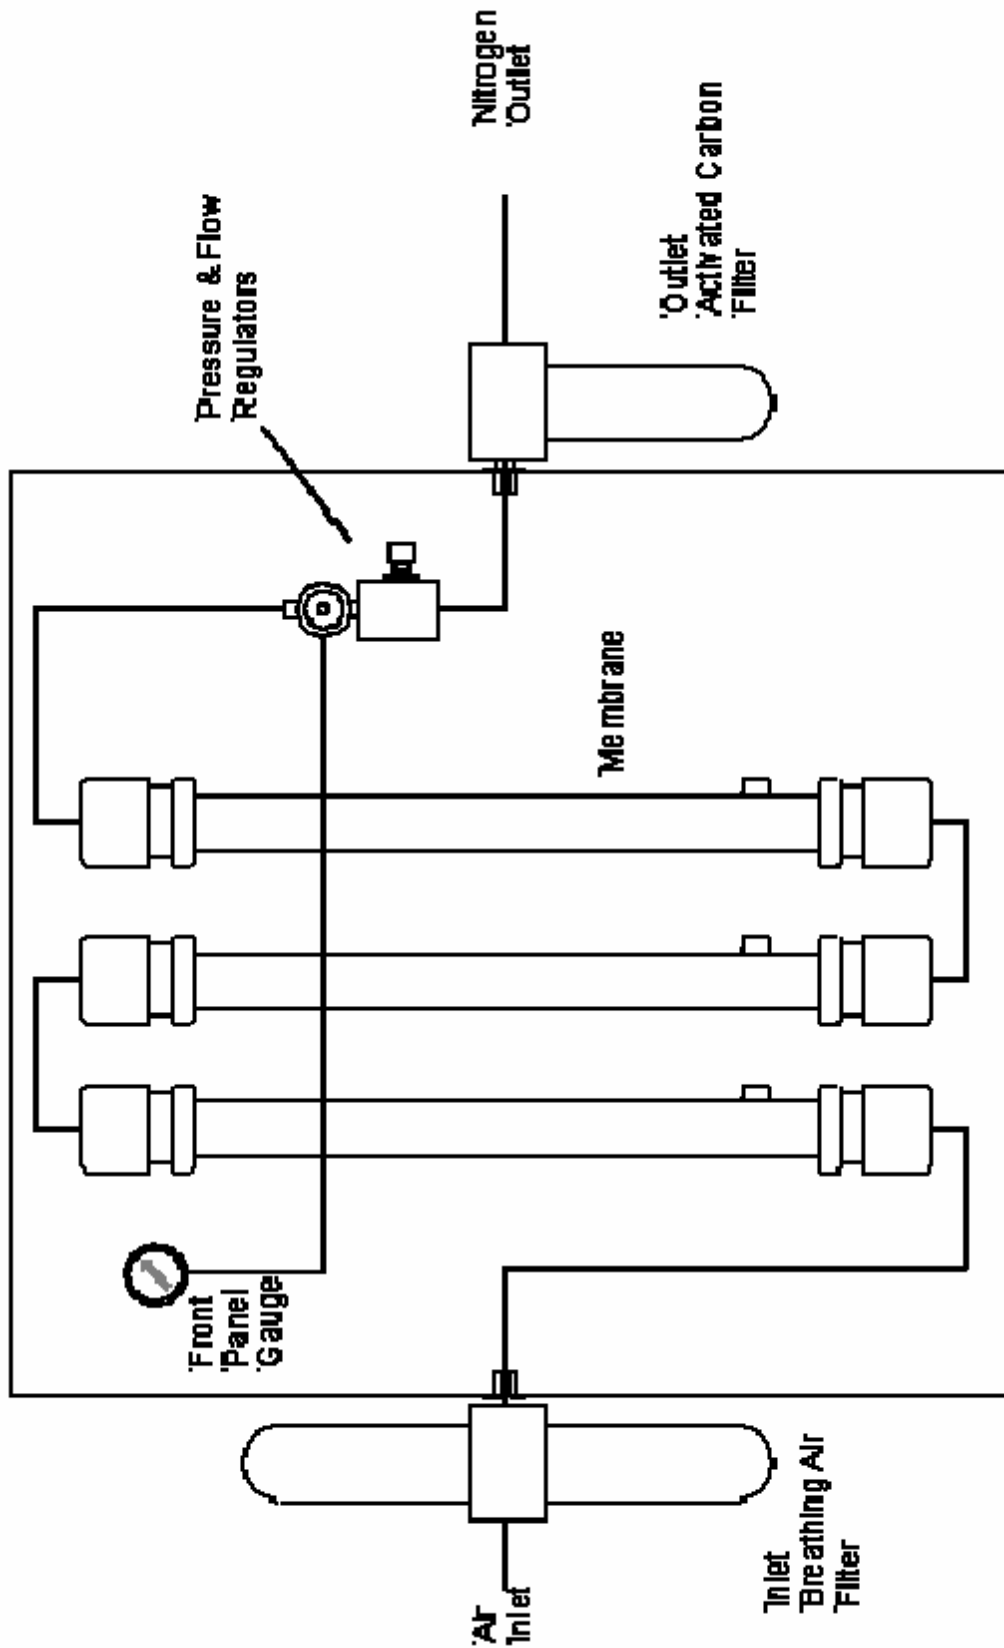 Air
Inlet
Inlet
Breathing Air
Filter
Front
Panel
Gauge
Membrane
Pressure & Flow
Regulators
Nitrogen
Outlet
Outlet
Activated Carbon
Filter